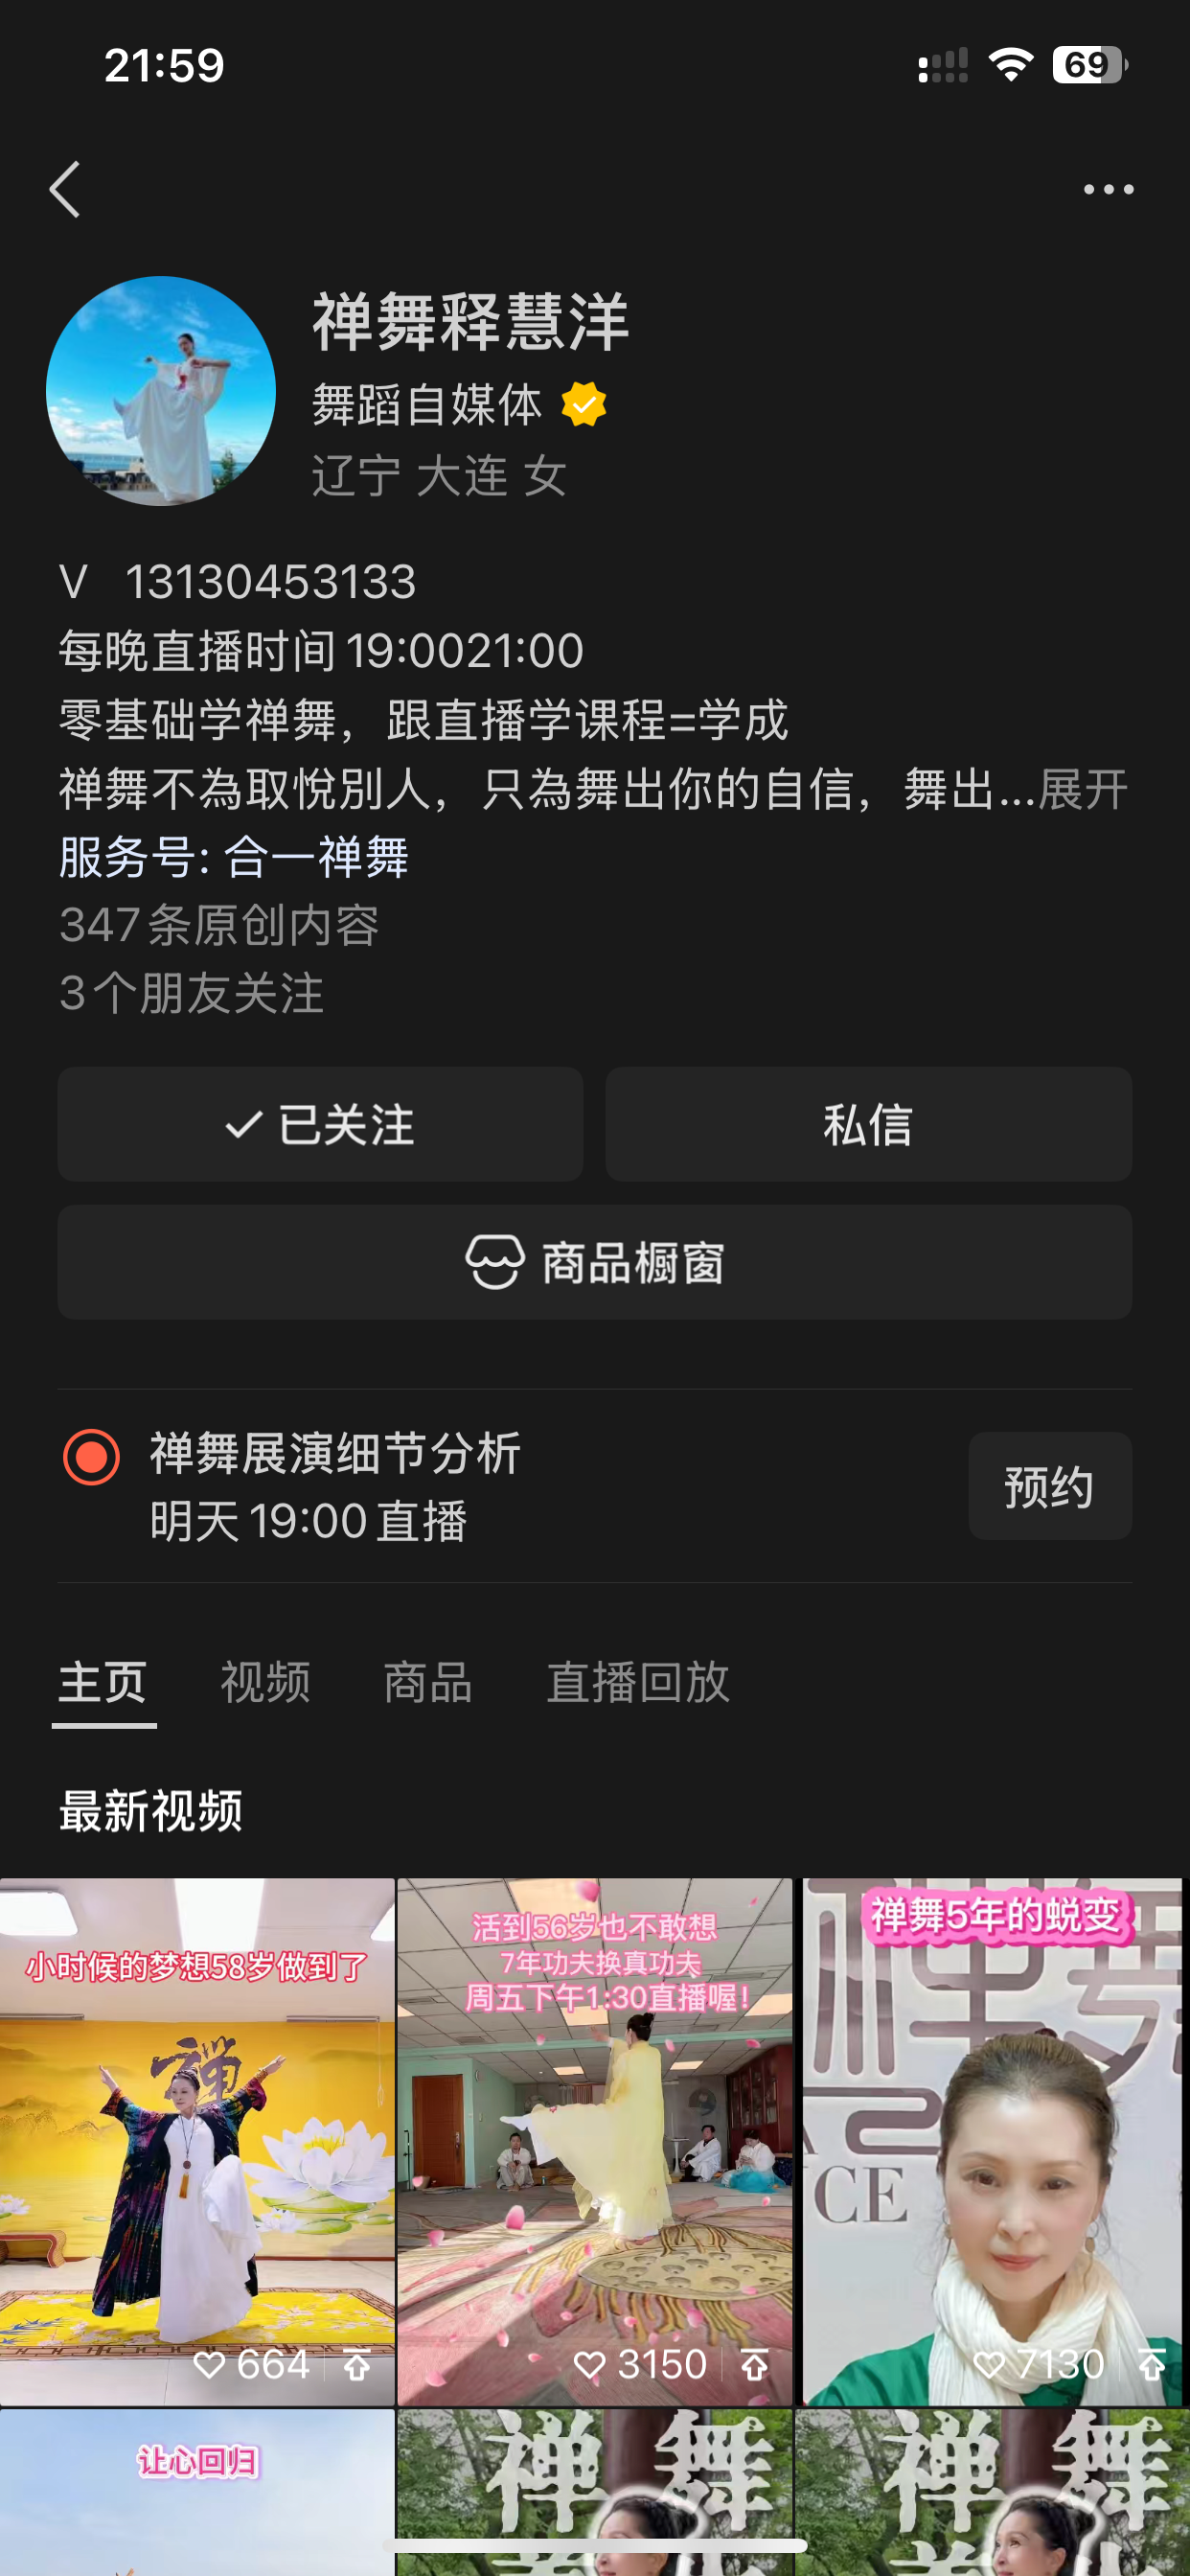 21:59
69
禅舞释慧洋
舞蹈自媒体
辽宁 大连 女
V 13130453133
每晚直播时间 19:0021:00
零基础学禅舞，跟直播学课程=学成
禅舞不為取悅別人，只為舞出你的自信，舞出...展开
服务号: 合一禅舞
347 条原创内容
3 个朋友关注
已关注
私信
商品橱窗
禅舞展演细节分析
明天 19:00 直播
预约
主页 视频 商品 直播回放
最新视频
小时候的梦想58岁做到了
禅
664
活到56岁也不敢想
7年功夫换真功夫
周五下午1:30直播喔！
3150
禅舞5年的蜕变
禅舞
CE
7130
让心回归
禅舞
禅舞